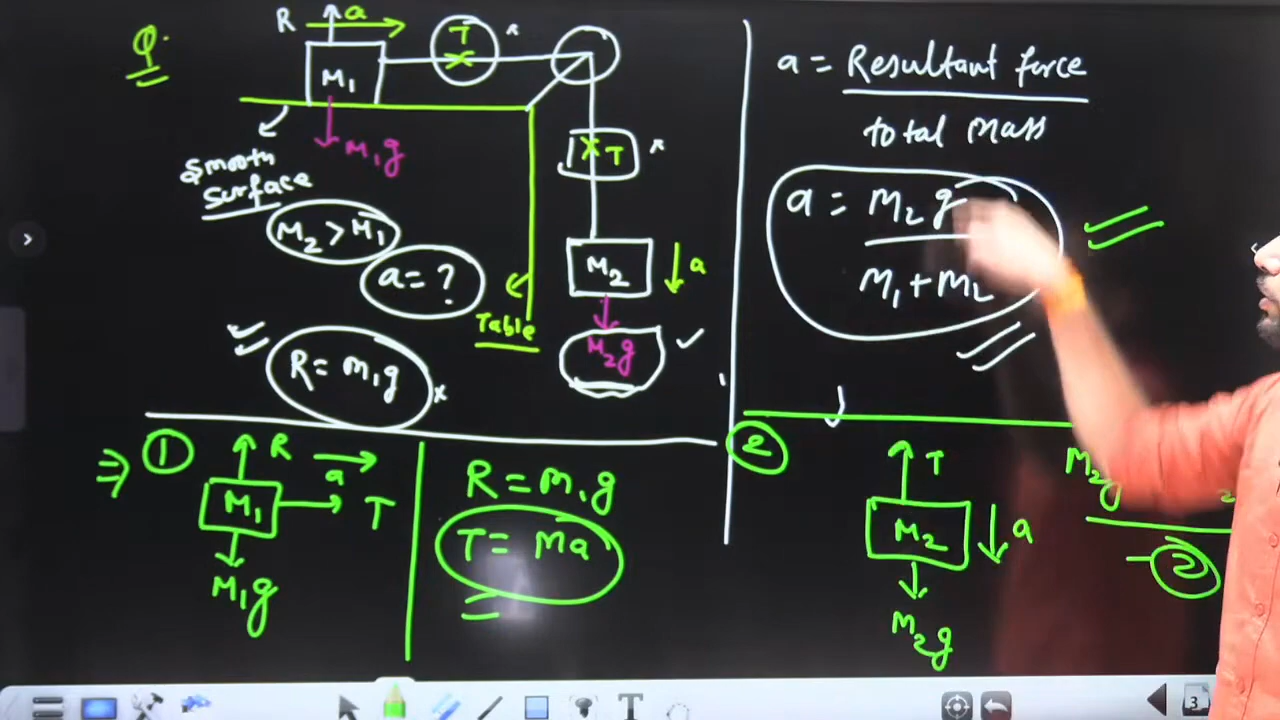 Q.
R a
T
M₁
M₁g
Smooth
Surface
M₂ > M₁
a = ?
T
M₂
a
M₂g
Table
R = m₁g
a = Resultant force
total mass
a = m₂g
m₁ + m₂
⇒ ① R
a
M₁
T
M₁g
R = m₁g
T = ma
②
T
M₂
a
M₂g
M₂g
— ②
T
3